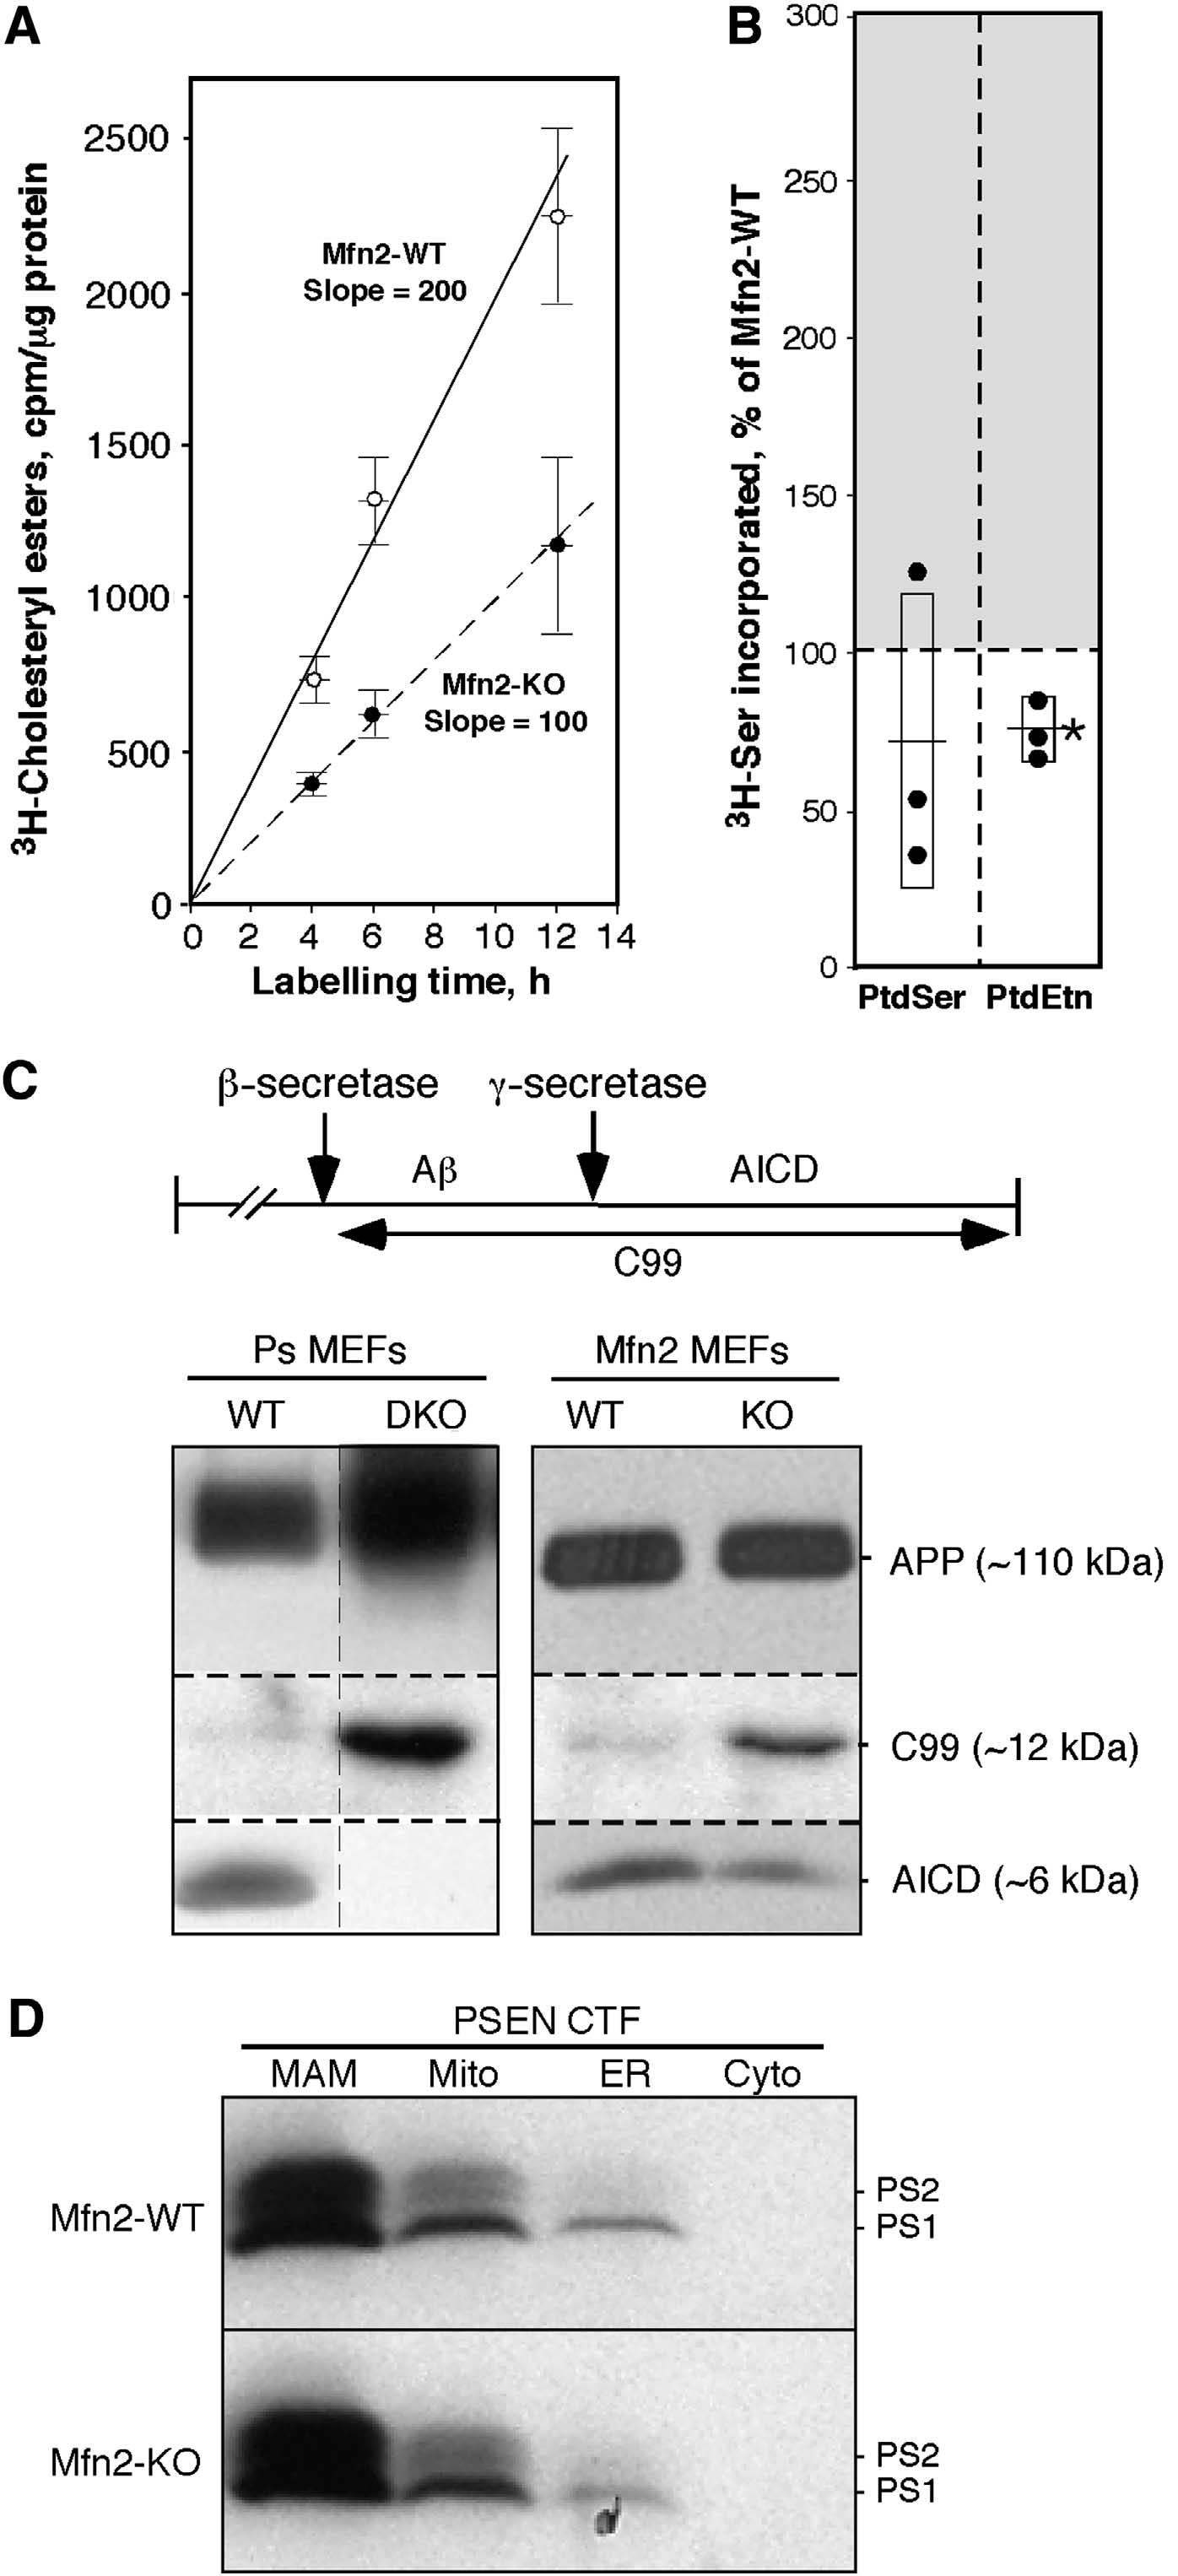 A
³H-Cholesteryl esters, cpm/µg protein
2500
2000
1500
1000
500
0
Mfn2-WT
Slope = 200
Mfn2-KO
Slope = 100
0 2 4 6 8 10 12 14
Labelling time, h
B
³H-Ser incorporated, % of Mfn2-WT
300
250
200
150
100
50
0
*
PtdSer PtdEtn
C
β-secretase γ-secretase
Aβ AICD
C99
Ps MEFs Mfn2 MEFs
WT DKO WT KO
APP (~110 kDa)
C99 (~12 kDa)
AICD (~6 kDa)
D
PSEN CTF
MAM Mito ER Cyto
Mfn2-WT
PS2
PS1
Mfn2-KO
PS2
PS1